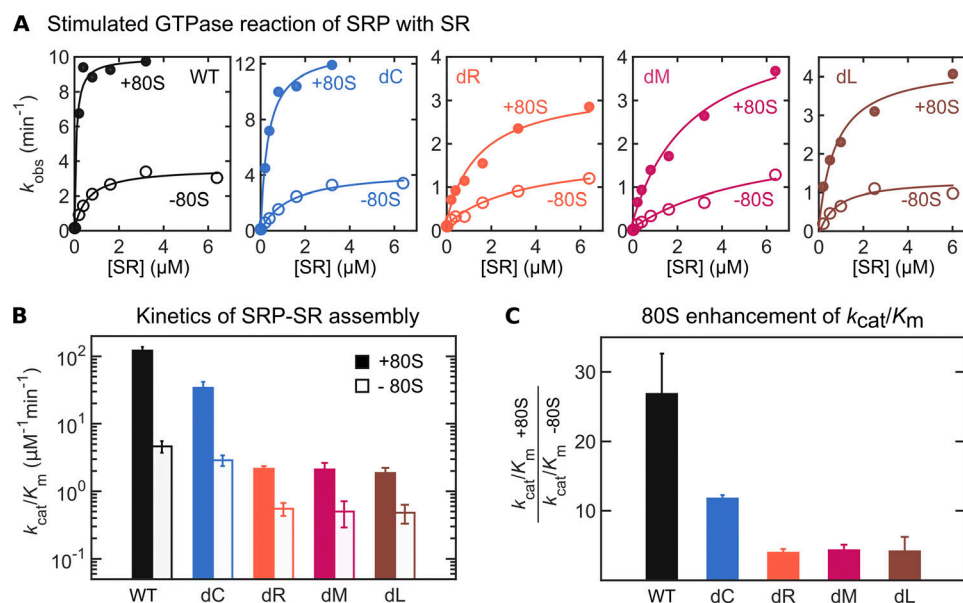 A Stimulated GTPase reaction of SRP with SR
kobs (min−1)
10
8
6
4
2
0
0 2 4 6
WT
+80S
-80S
[SR] (µM)
12
8
4
0
0 2 4 6
dC
+80S
-80S
[SR] (µM)
4
3
2
1
0
0 2 4 6
dR
+80S
-80S
[SR] (µM)
4
3
2
1
0
0 2 4 6
dM
+80S
-80S
[SR] (µM)
4
3
2
1
0
0 2 4 6
dL
+80S
-80S
[SR] (µM)
B Kinetics of SRP-SR assembly
kcat/Km (µM−1min−1)
10²
10¹
10⁰
10−1
+80S
- 80S
WT dC dR dM dL
C 80S enhancement of kcat/Km
kcat/Km +80S
kcat/Km -80S
30
20
10
WT dC dR dM dL